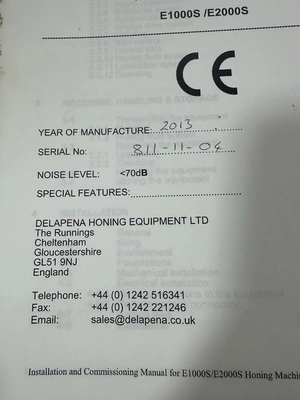 E1000S /E2000S
CE
YEAR OF MANUFACTURE: 2013
SERIAL No: 811-11-04
NOISE LEVEL: <70dB
SPECIAL FEATURES:
DELAPENA HONING EQUIPMENT LTD
The Runnings
Cheltenham
Gloucestershire
GL51 9NJ
England
Telephone: +44 (0) 1242 516341
Fax: +44 (0) 1242 221246
Email: sales@delapena.co.uk
Installation and Commissioning Manual for E1000S/E2000S Honing Machin